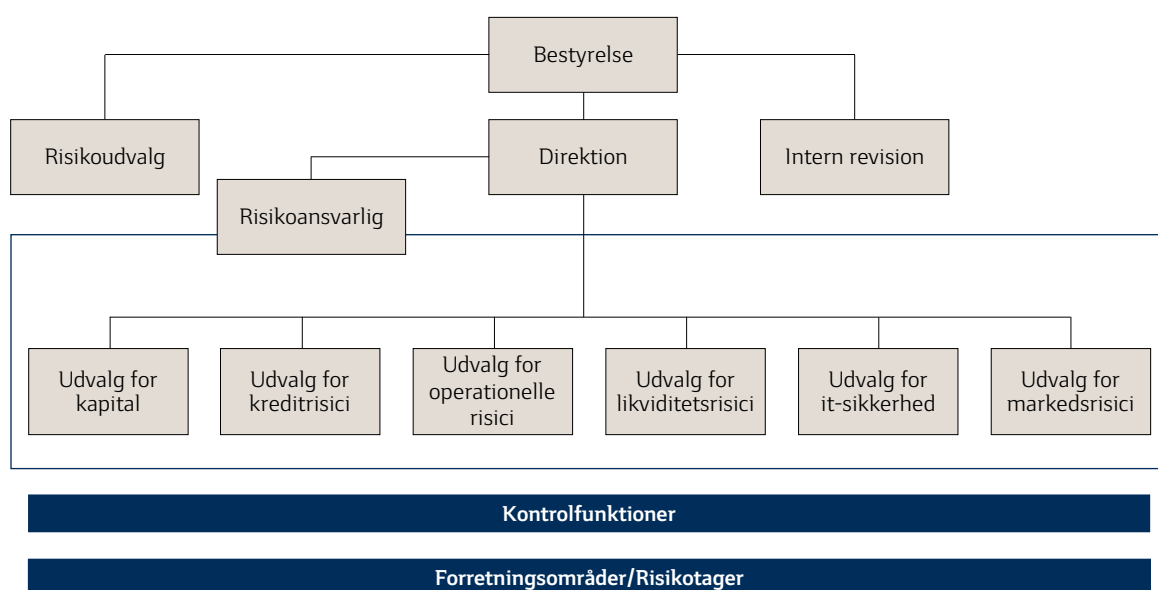 Bestyrelse
Risikoudvalg
Direktion
Intern revision
Risikoansvarlig
Udvalg for
kapital
Udvalg for
kreditrisici
Udvalg for
operationelle
risici
Udvalg for
likviditetsrisici
Udvalg for
it-sikkerhed
Udvalg for
markedsrisici
Kontrolfunktioner
Forretningsområder/Risikotager